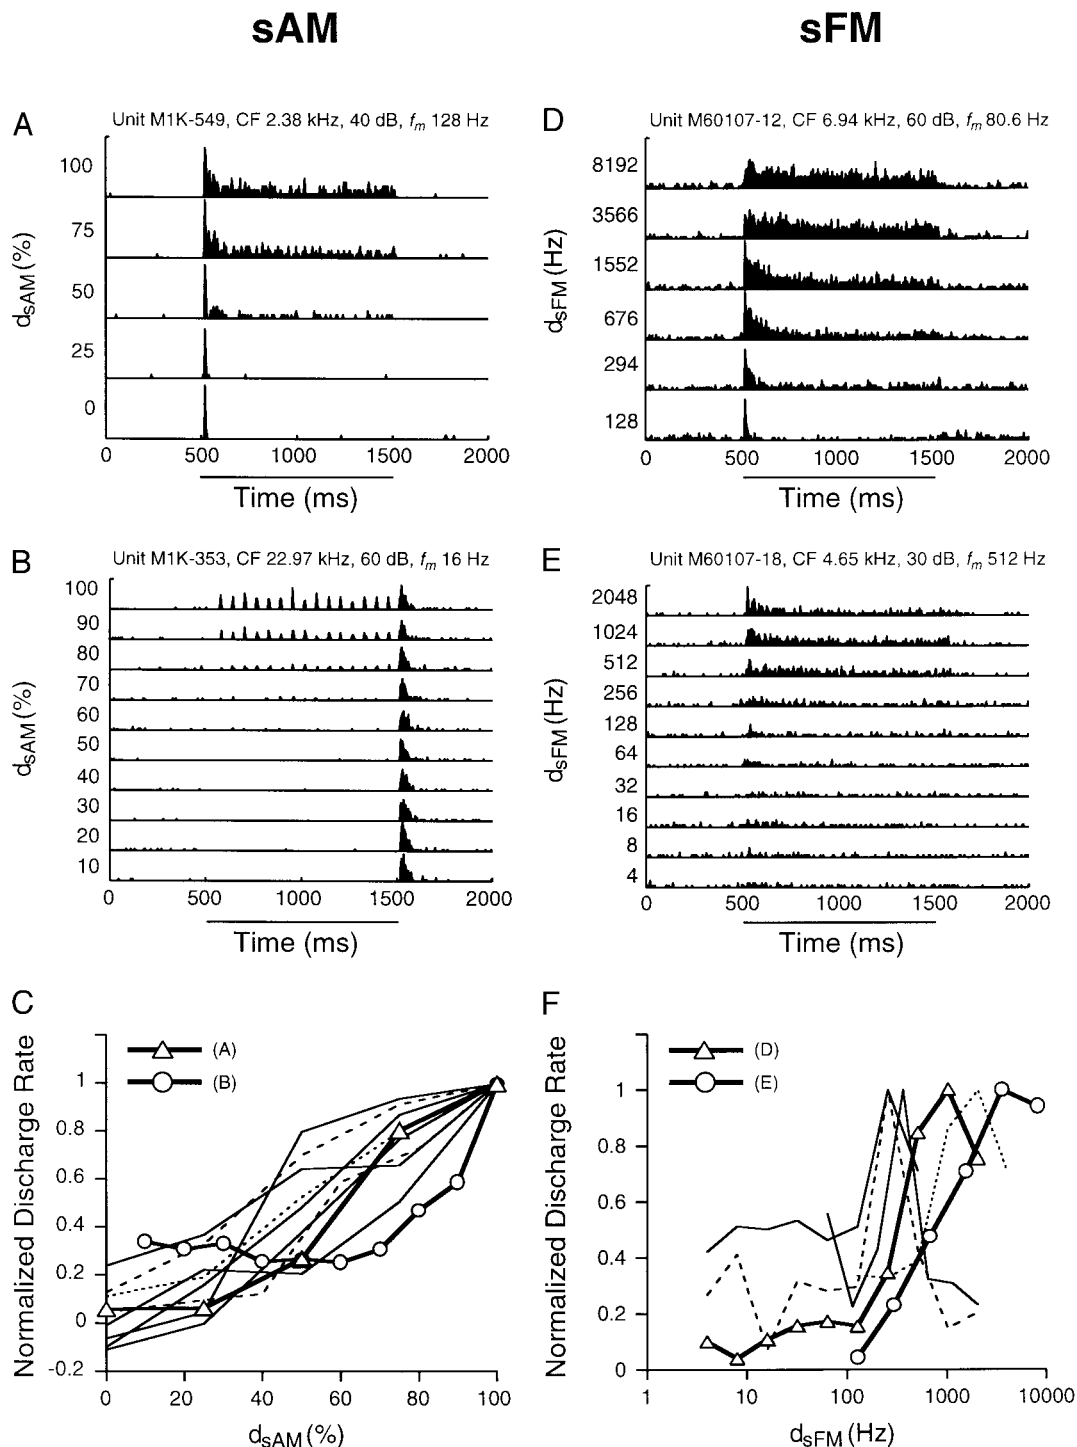 sAM
sFM
A
Unit M1K-549, CF 2.38 kHz, 40 dB, fm 128 Hz
dsAM (%)
100
75
50
25
0
0 500 1000 1500 2000
Time (ms)
D
Unit M60107-12, CF 6.94 kHz, 60 dB, fm 80.6 Hz
dsFM (Hz)
8192
3566
1552
676
294
128
0 500 1000 1500 2000
Time (ms)
B
Unit M1K-353, CF 22.97 kHz, 60 dB, fm 16 Hz
dsAM (%)
100
90
80
70
60
50
40
30
20
10
0 500 1000 1500 2000
Time (ms)
E
Unit M60107-18, CF 4.65 kHz, 30 dB, fm 512 Hz
dsFM (Hz)
2048
1024
512
256
128
64
32
16
8
4
0 500 1000 1500 2000
Time (ms)
C
Normalized Discharge Rate
(A)
(B)
1
0.8
0.6
0.4
0.2
0
-0.2
0 20 40 60 80 100
dsAM (%)
F
Normalized Discharge Rate
(D)
(E)
1
0.8
0.6
0.4
0.2
0
1 10 100 1000 10000
dsFM (Hz)